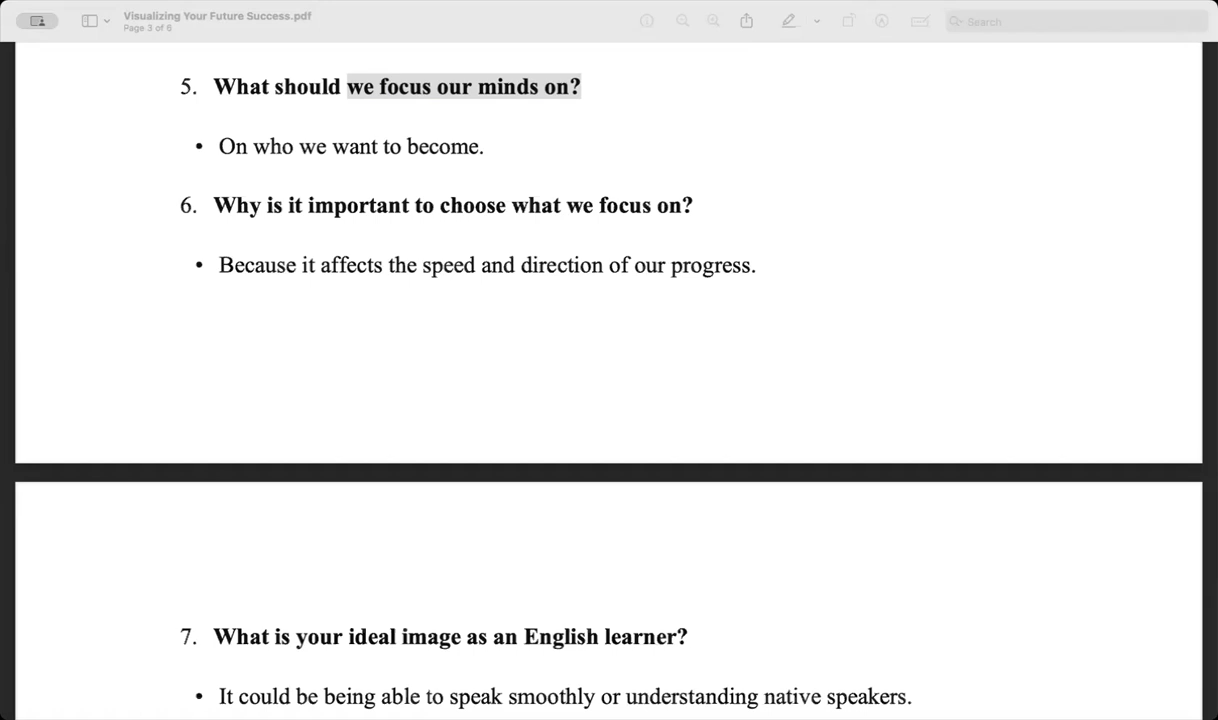 Visualizing Your Future Success.pdf
Page 3 of 6
Search
5. What should we focus our minds on?
• On who we want to become.
6. Why is it important to choose what we focus on?
• Because it affects the speed and direction of our progress.
7. What is your ideal image as an English learner?
• It could be being able to speak smoothly or understanding native speakers.